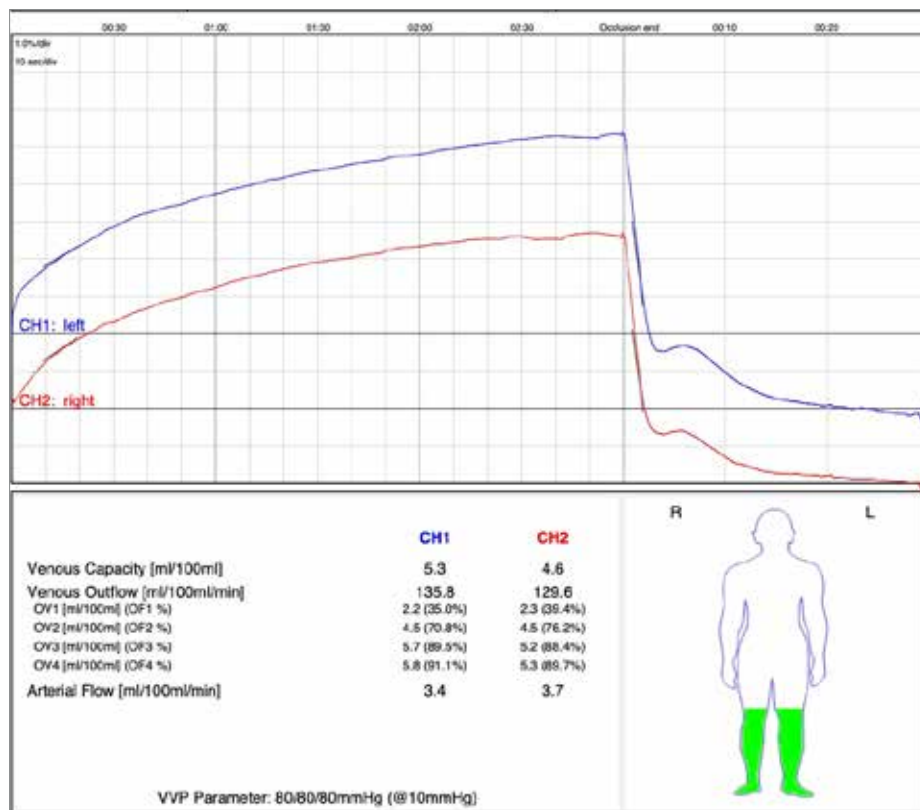 00:30 01:00 01:30 02:00 02:30 Occlusion end 00:10 00:20
1.0%/div
10 sec/div
CH1: left
CH2: right
R L
CH1 CH2
Venous Capacity [ml/100ml] 5.3 4.6
Venous Outflow [ml/100ml/min] 135.8 129.6
OV1 [ml/100ml] (OF1 %) 2.2 (35.0%) 2.3 (39.4%)
OV2 [ml/100ml] (OF2 %) 4.5 (70.8%) 4.5 (76.2%)
OV3 [ml/100ml] (OF3 %) 5.7 (89.5%) 5.2 (88.4%)
OV4 [ml/100ml] (OF4 %) 5.8 (91.1%) 5.3 (89.7%)
Arterial Flow [ml/100ml/min] 3.4 3.7
VVP Parameter: 80/80/80mmHg (@10mmHg)